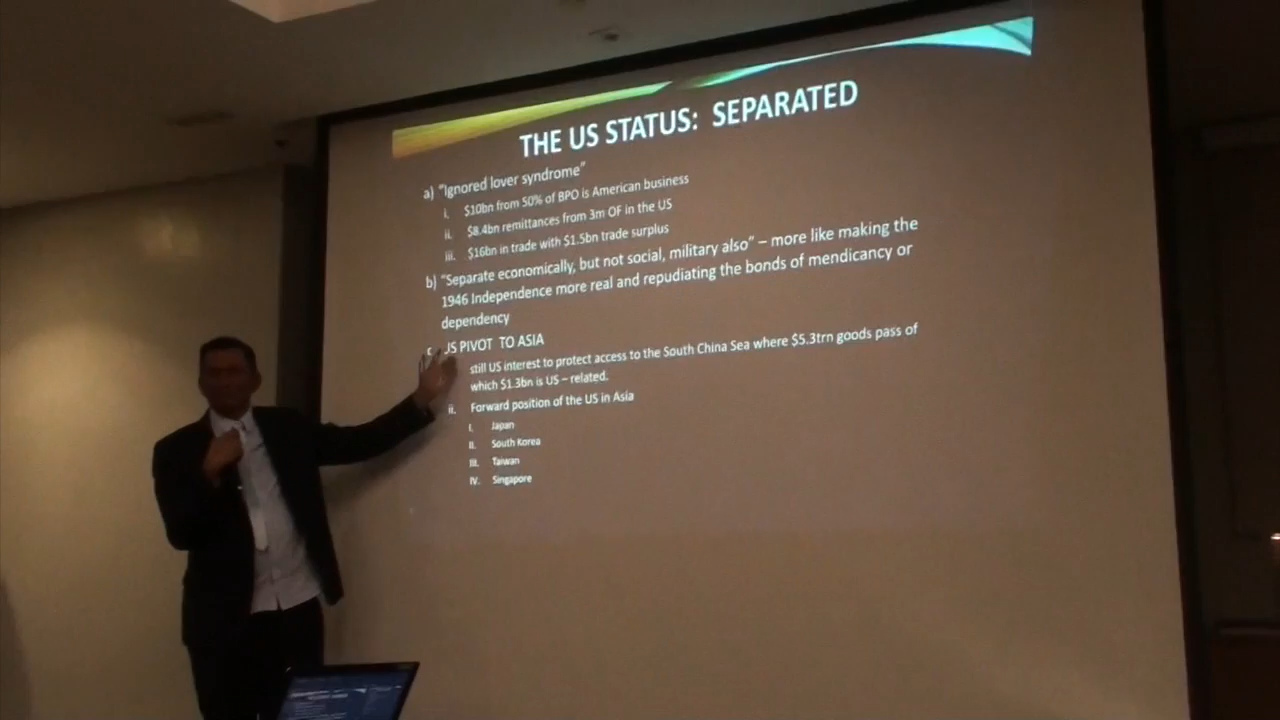 THE US STATUS: SEPARATED
a) "Ignored lover syndrome"
i. $10bn from 50% of BPO is American business
ii. $8.4bn remittances from 3m OF in the US
iii. $16bn in trade with $1.5bn trade surplus
b) "Separate economically, but not social, military also" – more like making the
1946 Independence more real and repudiating the bonds of mendicancy or
dependency
PIVOT TO ASIA
still US interest to protect access to the South China Sea where $5.3trn goods pass of
which $1.3bn is US – related.
ii. Forward position of the US in Asia
I. Japan
II. South Korea
III. Taiwan
IV. Singapore